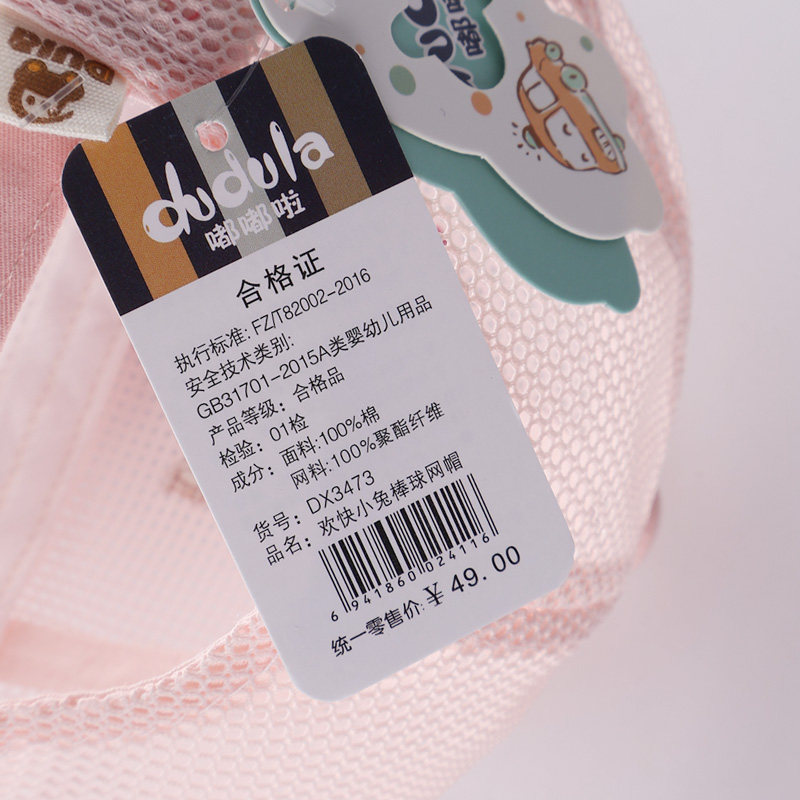 dudula
嘟嘟啦
合格证
执行标准: FZ/T82002-2016
安全技术类别:
GB31701-2015A类婴幼儿用品
产品等级: 合格品
检验: 01检
成分: 面料:100%棉
网料:100%聚酯纤维
货号: DX3473
品名: 欢快小兔棒球网帽
6941860024116
统一零售价: ¥ 49.00